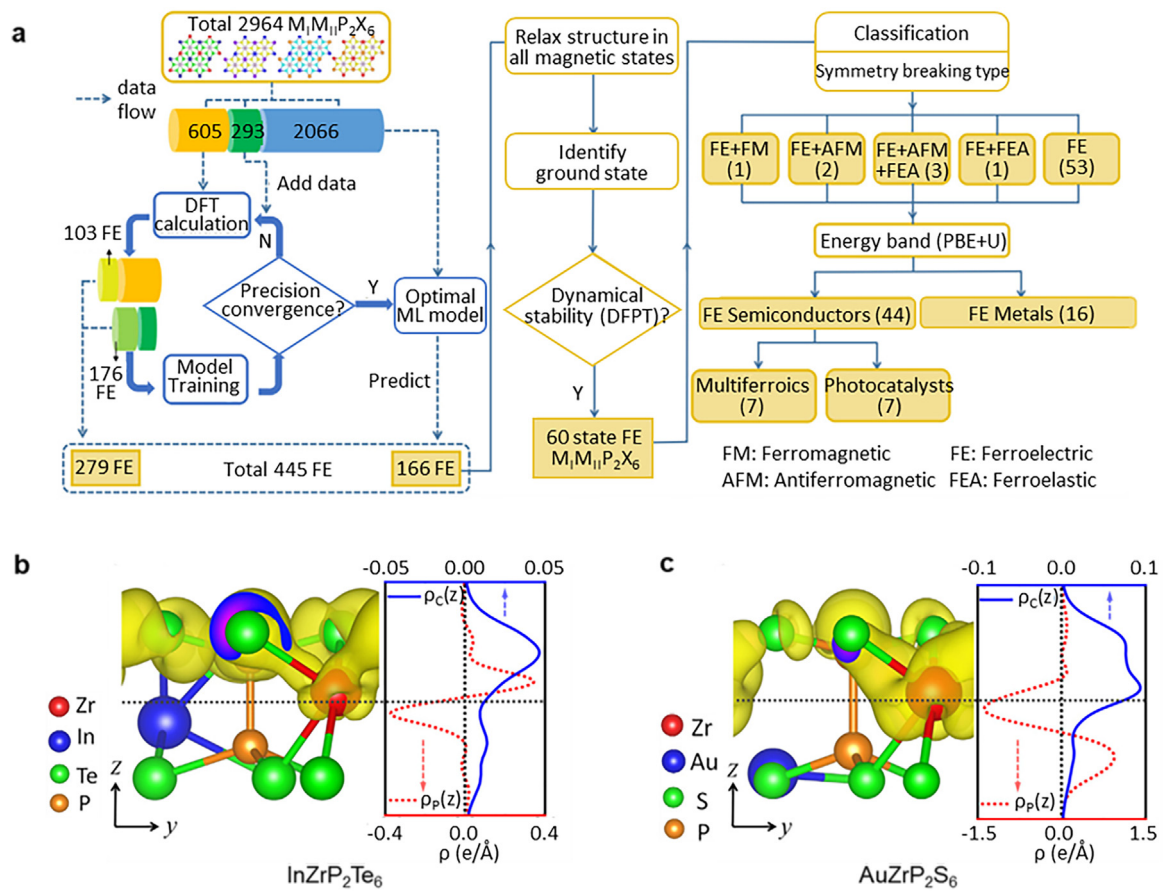 a
Total 2964 MIMIIP2X6
data
flow
605
293
2066
Add data
DFT
calculation
103 FE
N
Precision
convergence?
Y
Optimal
ML model
176
FE
Model
Training
Predict
279 FE
Total 445 FE
166 FE
Relax structure in
all magnetic states
Identify
ground state
Dynamical
stability (DFPT)?
Y
60 state FE
MIMIIP2X6
Classification
Symmetry breaking type
FE+FM
(1)
FE+AFM
(2)
FE+AFM
+FEA (3)
FE+FEA
(1)
FE
(53)
Energy band (PBE+U)
FE Semiconductors (44)
FE Metals (16)
Multiferroics
(7)
Photocatalysts
(7)
FM: Ferromagnetic
FE: Ferroelectric
AFM: Antiferromagnetic
FEA: Ferroelastic
b
-0.05 0.00 0.05
ρC(z)
Zr
In
Te
P
z
y
ρP(z)
-0.4 0.0 0.4
ρ (e/Å)
InZrP2Te6
c
-0.1 0.0 0.1
ρC(z)
Zr
Au
S
P
z
y
ρP(z)
-1.5 0.0 1.5
ρ (e/Å)
AuZrP2S6